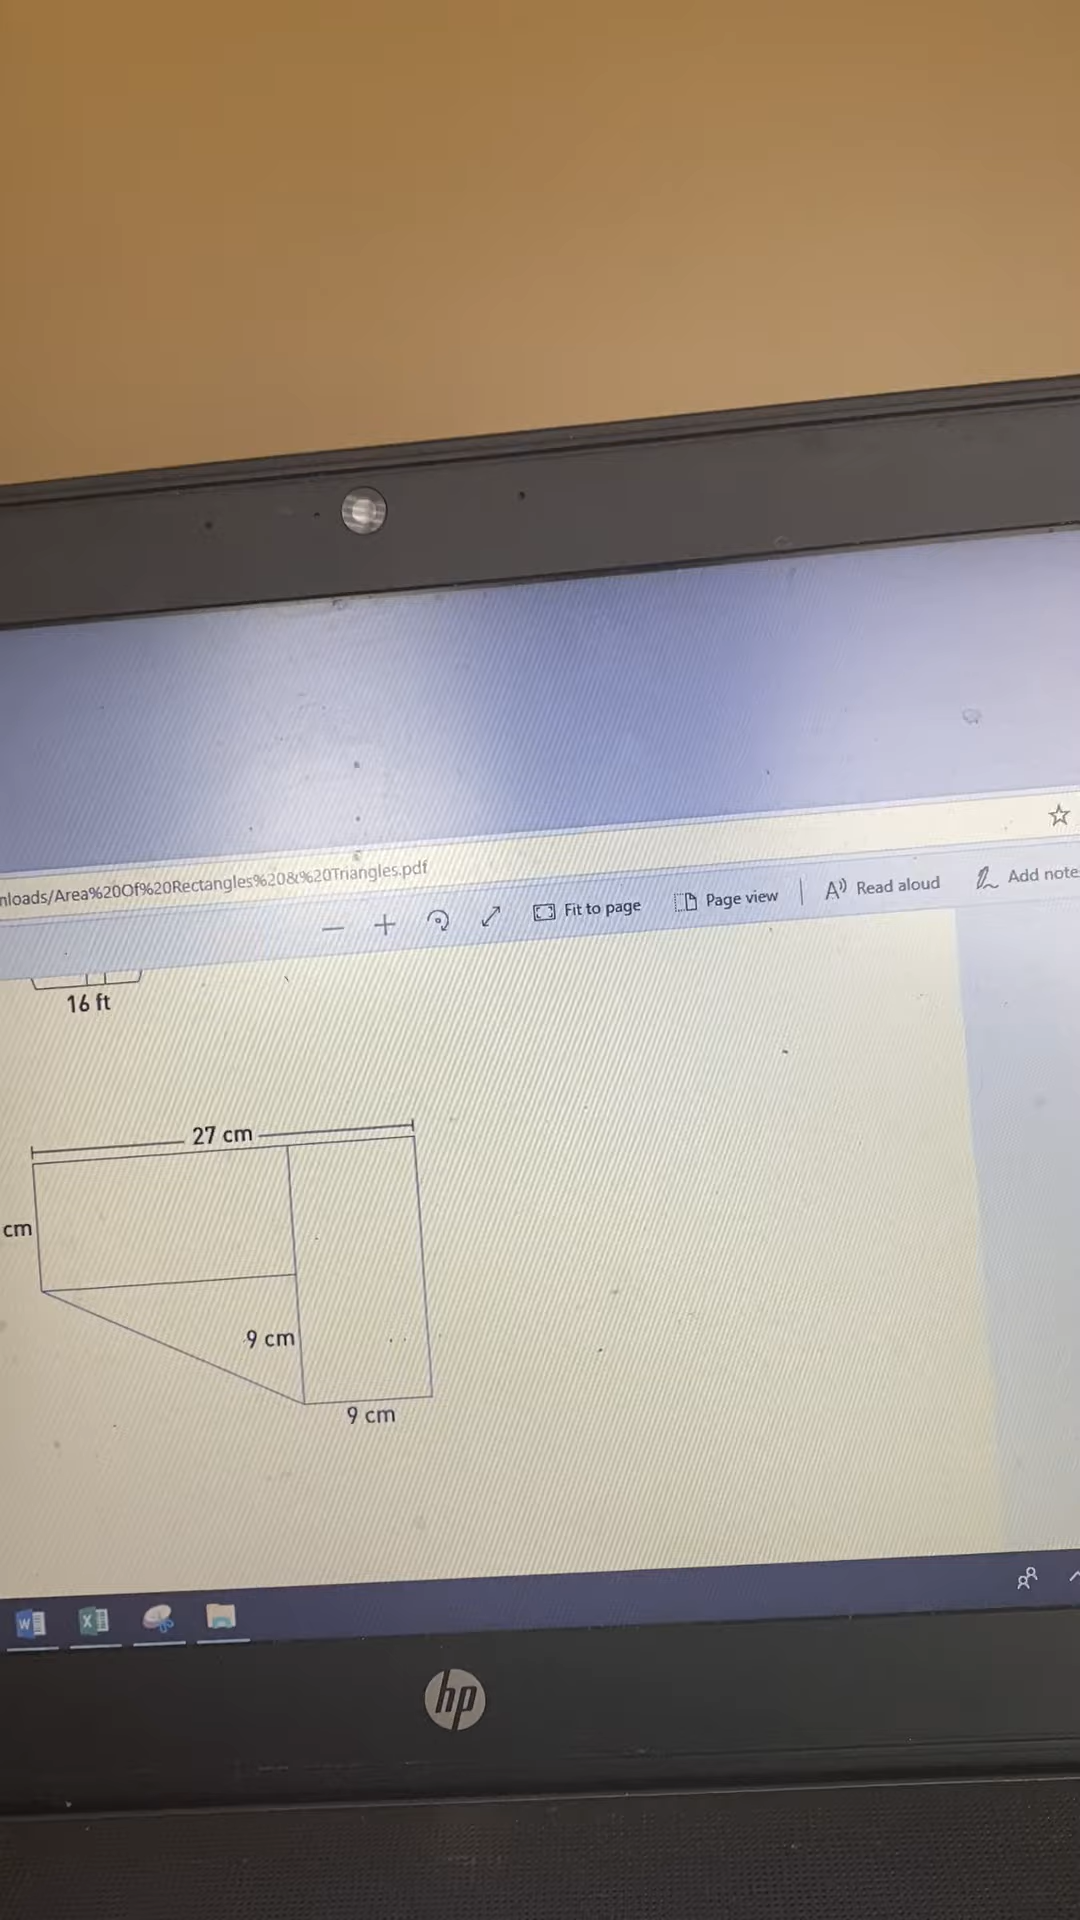 nloads/Area%20Of%20Rectangles%20&%20Triangles.pdf
Fit to page
Page view
Read aloud
Add note
16 ft
27 cm
cm
9 cm
9 cm
hp